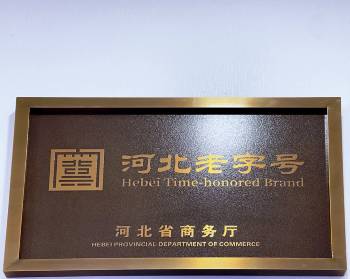 河北老字号
Hebei Time-honored Brand
河北省商务厅
HEBEI PROVINCIAL DEPARTMENT OF COMMERCE